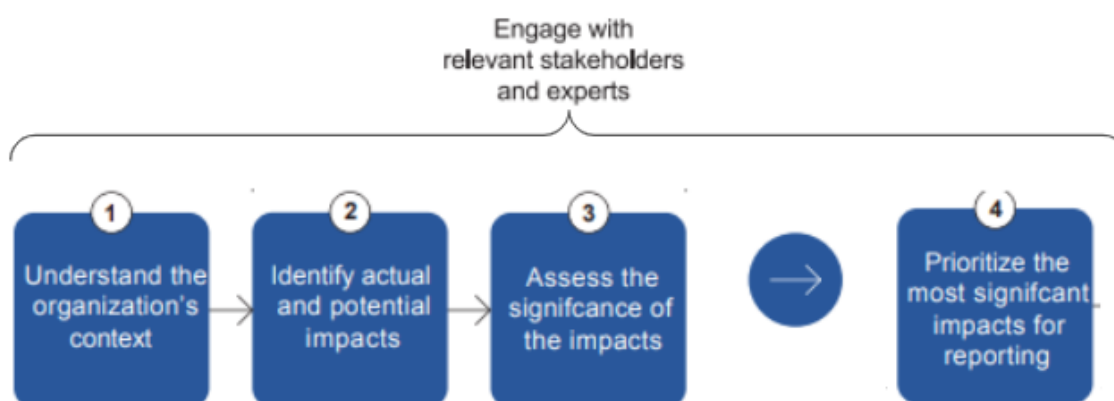 Engage with
relevant stakeholders
and experts
1
Understand the
organization's
context
2
Identify actual
and potential
impacts
3
Assess the
signifcance of
the impacts
4
Prioritize the
most signifcant
impacts for
reporting